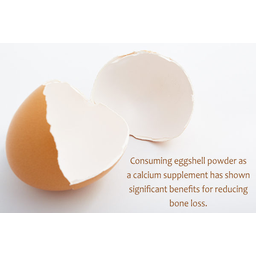 Consuming eggshell powder as
a calcium supplement has shown
significant benefits for reducing
bone loss.